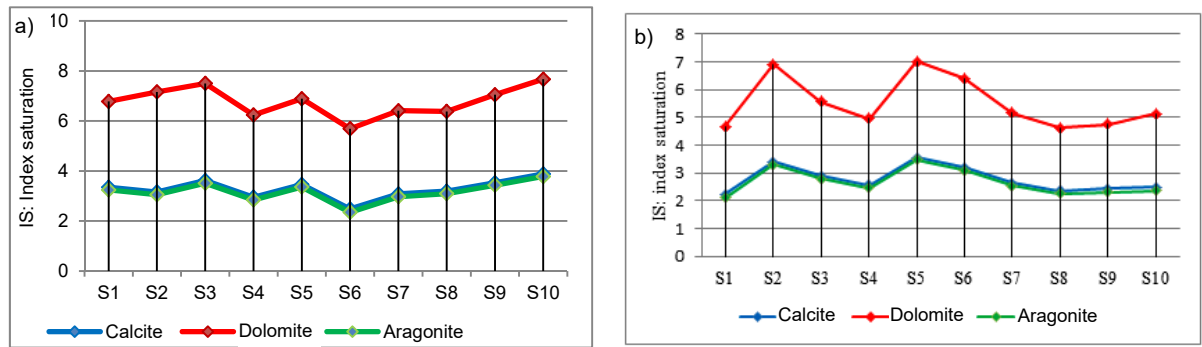 a)
IS: Index saturation
10
8
6
4
2
0
S1 S2 S3 S4 S5 S6 S7 S8 S9 S10
Calcite Dolomite Aragonite
b)
IS: index saturation
8
7
6
5
4
3
2
1
0
S1 S2 S3 S4 S5 S6 S7 S8 S9 S10
Calcite Dolomite Aragonite